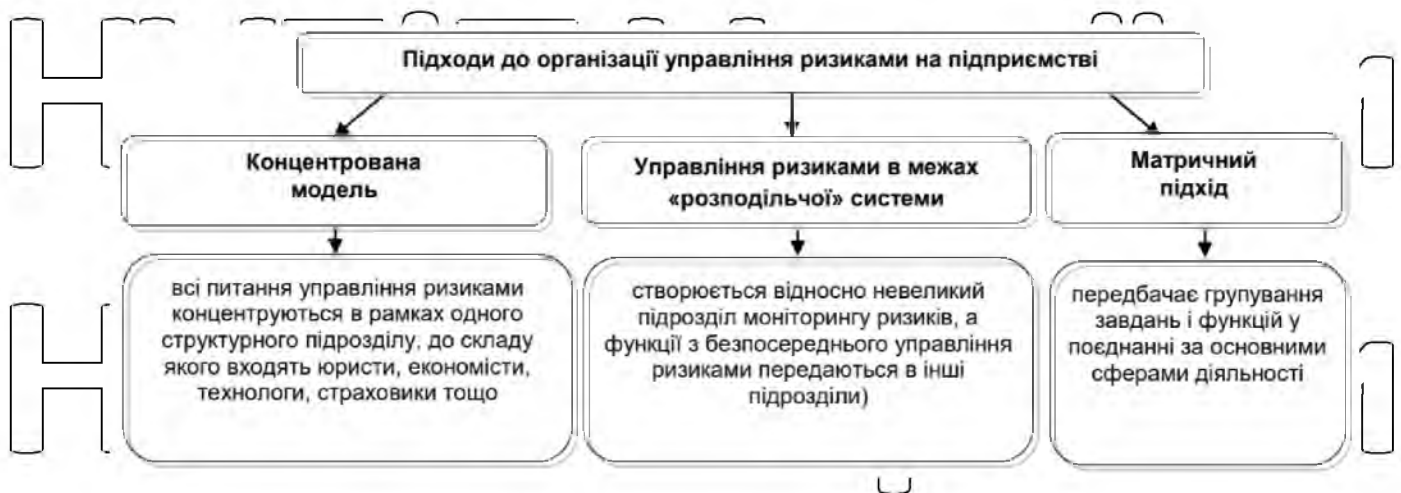 Підходи до організації управління ризиками на підприємстві
Концентрована
модель
Управління ризиками в межах
«розподільчої» системи
Матричний
підхід
всі питання управління ризиками
концентруються в рамках одного
структурного підрозділу, до складу
якого входять юристи, економісти,
технологи, страховики тощо
створюється відносно невеликий
підрозділ моніторингу ризиків, а
функції з безпосереднього управління
ризиками передаються в інші
підрозділи)
передбачає групування
завдань і функцій у
поєднанні за основними
сферами діяльності